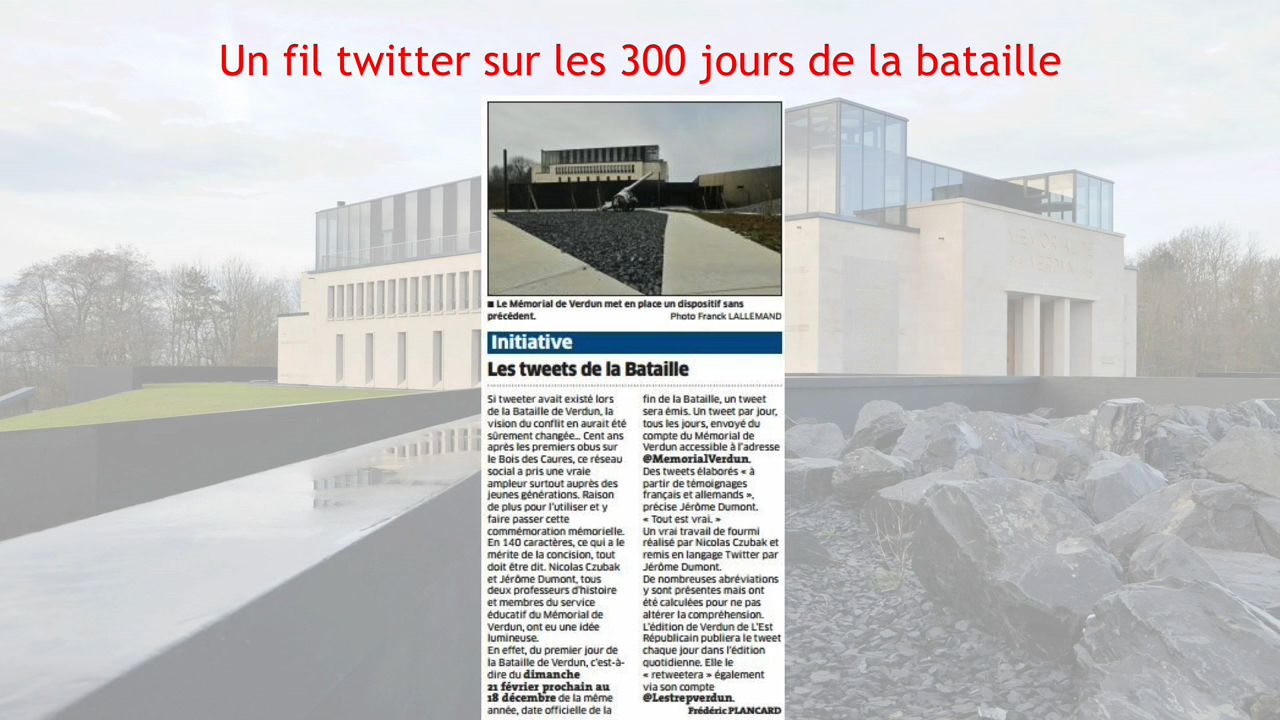 Un fil twitter sur les 300 jours de la bataille
MEMORIAL DE
VERDUN
■ Le Mémorial de Verdun met en place un dispositif sans
précédent. Photo Franck LALLEMAND
Initiative
Les tweets de la Bataille
Si tweeter avait existé lors
de la Bataille de Verdun, la
vision du conflit en aurait été
sûrement changée... Cent ans
après les premiers obus sur
le Bois des Caures, ce réseau
social a pris une vraie
ampleur surtout auprès des
jeunes générations. Raison
de plus pour l'utiliser et y
faire passer cette
commémoration mémorielle.
En 140 caractères, ce qui a le
mérite de la concision, tout
doit être dit. Nicolas Czubak
et Jérôme Dumont, tous
deux professeurs d'histoire
et membres du service
éducatif du Mémorial de
Verdun, ont eu une idée
lumineuse.
En effet, du premier jour de
la Bataille de Verdun, c'est-à-
dire du dimanche
21 février prochain au
18 décembre de la même
année, date officielle de la
fin de la Bataille, un tweet
sera émis. Un tweet par jour,
tous les jours, envoyé du
compte du Mémorial de
Verdun accessible à l'adresse
@MemorialVerdun.
Des tweets élaborés « à
partir de témoignages
français et allemands »,
précise Jérôme Dumont.
« Tout est vrai. »
Un vrai travail de fourmi
réalisé par Nicolas Czubak et
remis en langage Twitter par
Jérôme Dumont.
De nombreuses abréviations
y sont présentes mais ont
été calculées pour ne pas
altérer la compréhension.
L'édition de Verdun de L'Est
Républicain publiera le tweet
chaque jour dans l'édition
quotidienne. Elle le
« retweetera » également
via son compte
@Lestrepverdun.
Frédéric PLANCARD